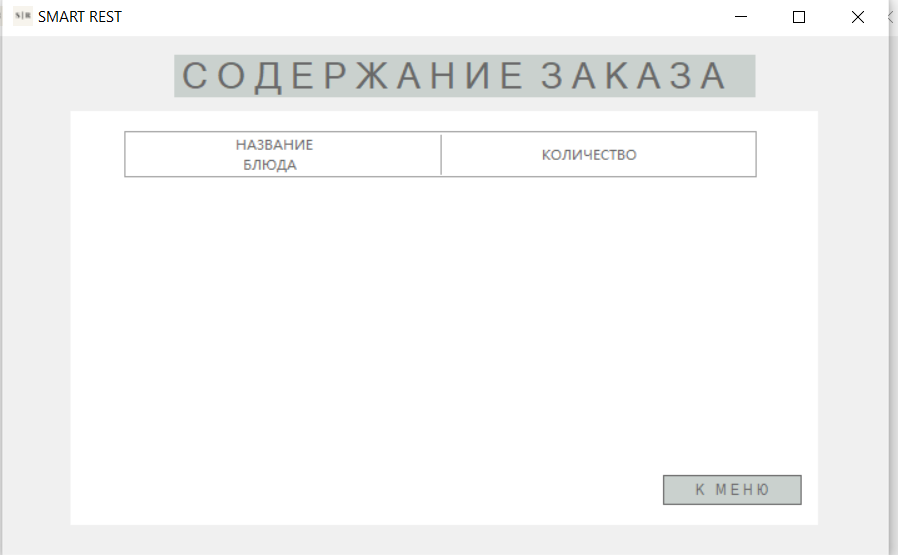 SMART REST
СОДЕРЖАНИЕ ЗАКАЗА
НАЗВАНИЕ
БЛЮДА
КОЛИЧЕСТВО
К МЕНЮ